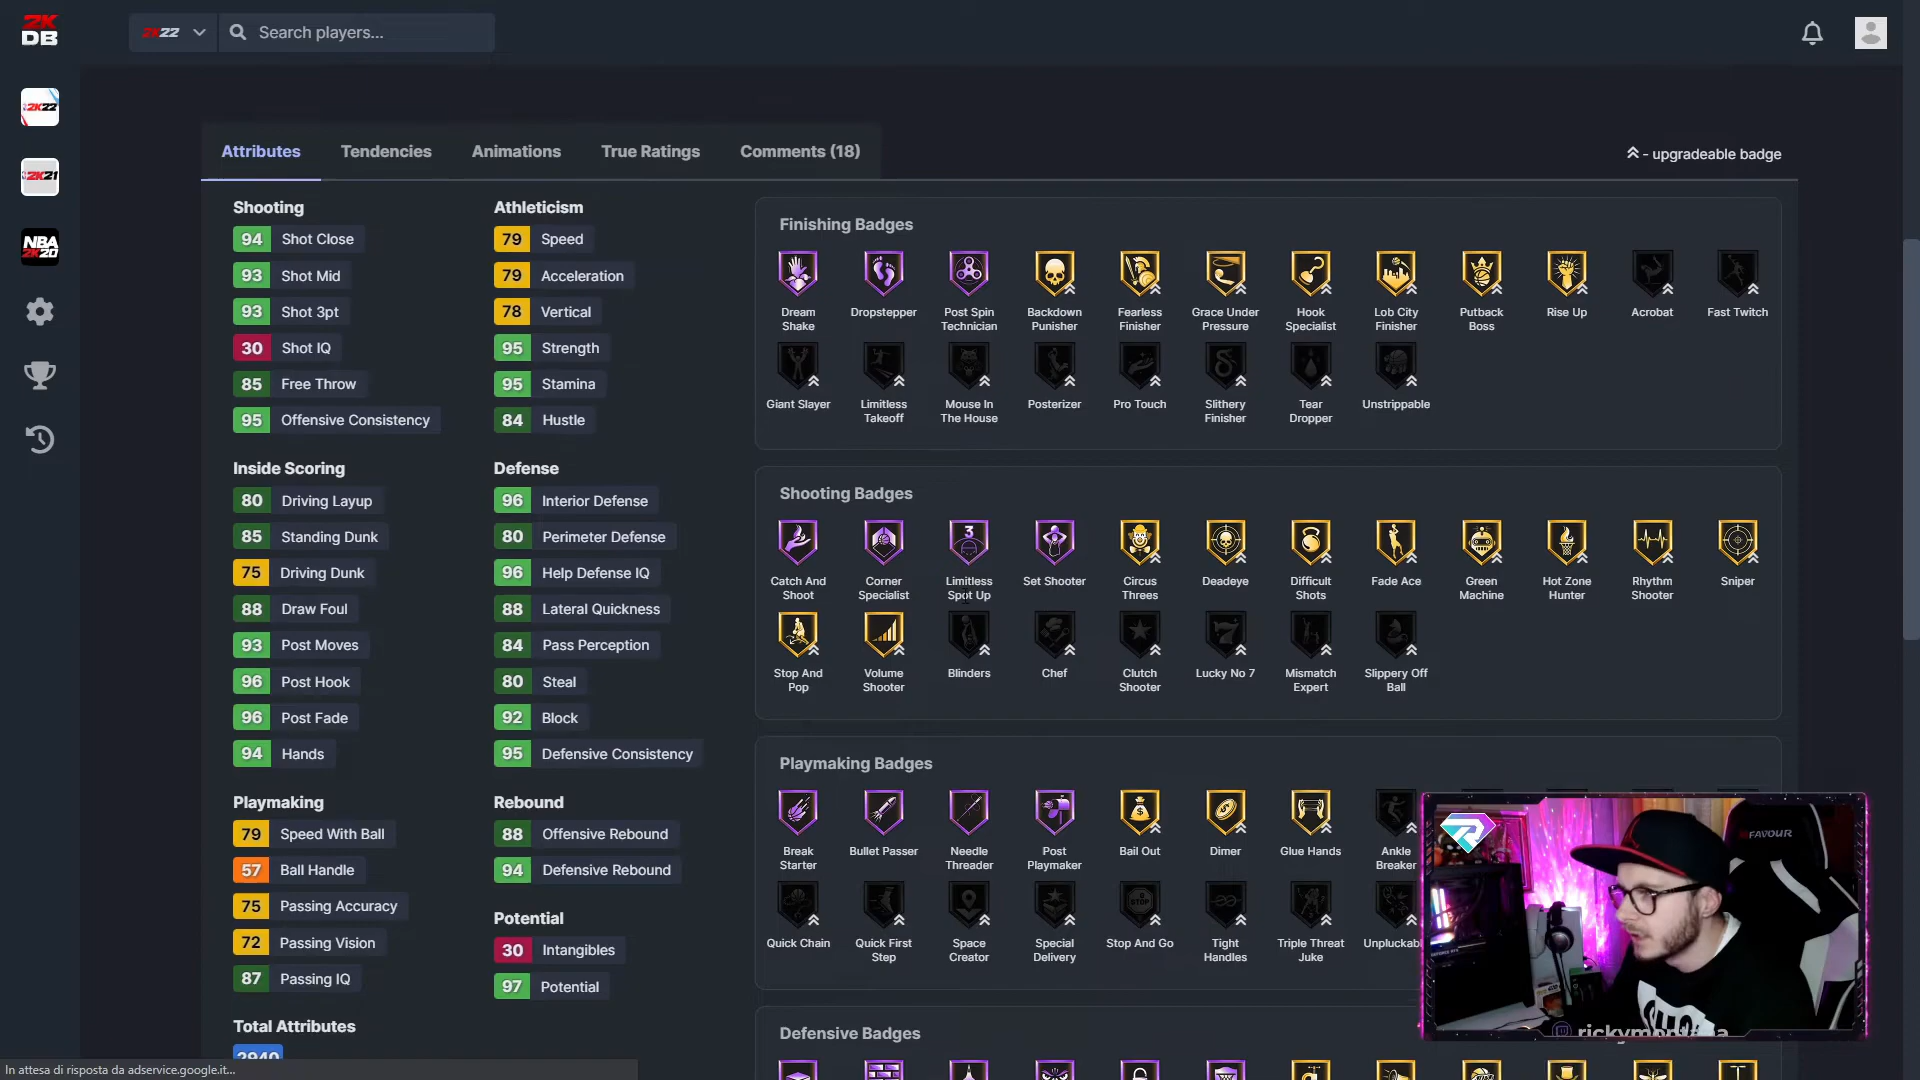 2K
DB
2K22
Search players...
2K22
2K21
NBA
2K20
Attributes
Tendencies
Animations
True Ratings
Comments (18)
- upgradeable badge
Shooting
94 Shot Close
93 Shot Mid
93 Shot 3pt
30 Shot IQ
85 Free Throw
95 Offensive Consistency
Athleticism
79 Speed
79 Acceleration
78 Vertical
95 Strength
95 Stamina
84 Hustle
Inside Scoring
80 Driving Layup
85 Standing Dunk
75 Driving Dunk
88 Draw Foul
93 Post Moves
96 Post Hook
96 Post Fade
94 Hands
Defense
96 Interior Defense
80 Perimeter Defense
96 Help Defense IQ
88 Lateral Quickness
84 Pass Perception
80 Steal
92 Block
95 Defensive Consistency
Playmaking
79 Speed With Ball
57 Ball Handle
75 Passing Accuracy
72 Passing Vision
87 Passing IQ
Rebound
88 Offensive Rebound
94 Defensive Rebound
Potential
30 Intangibles
97 Potential
Total Attributes
2940
Finishing Badges
Dream Shake
Dropstepper
Post Spin Technician
Backdown Punisher
Fearless Finisher
Grace Under Pressure
Hook Specialist
Lob City Finisher
Putback Boss
Rise Up
Acrobat
Fast Twitch
Giant Slayer
Limitless Takeoff
Mouse In The House
Posterizer
Pro Touch
Slithery Finisher
Tear Dropper
Unstrippable
Shooting Badges
Catch And Shoot
Corner Specialist
3
Limitless Spot Up
Set Shooter
Circus Threes
Deadeye
Difficult Shots
Fade Ace
Green Machine
Hot Zone Hunter
Rhythm Shooter
Sniper
Stop And Pop
Volume Shooter
Blinders
Chef
Clutch Shooter
7
Lucky No 7
Mismatch Expert
Slippery Off Ball
Playmaking Badges
Break Starter
Bullet Passer
Needle Threader
Post Playmaker
Bail Out
Dimer
Glue Hands
Ankle Breaker
Quick Chain
Quick First Step
Space Creator
Special Delivery
STOP
Stop And Go
Tight Handles
Triple Threat Juke
Unpluckabl
FAVOUR
rickymontana
Defensive Badges
In attesa di risposta da adservice.google.it...